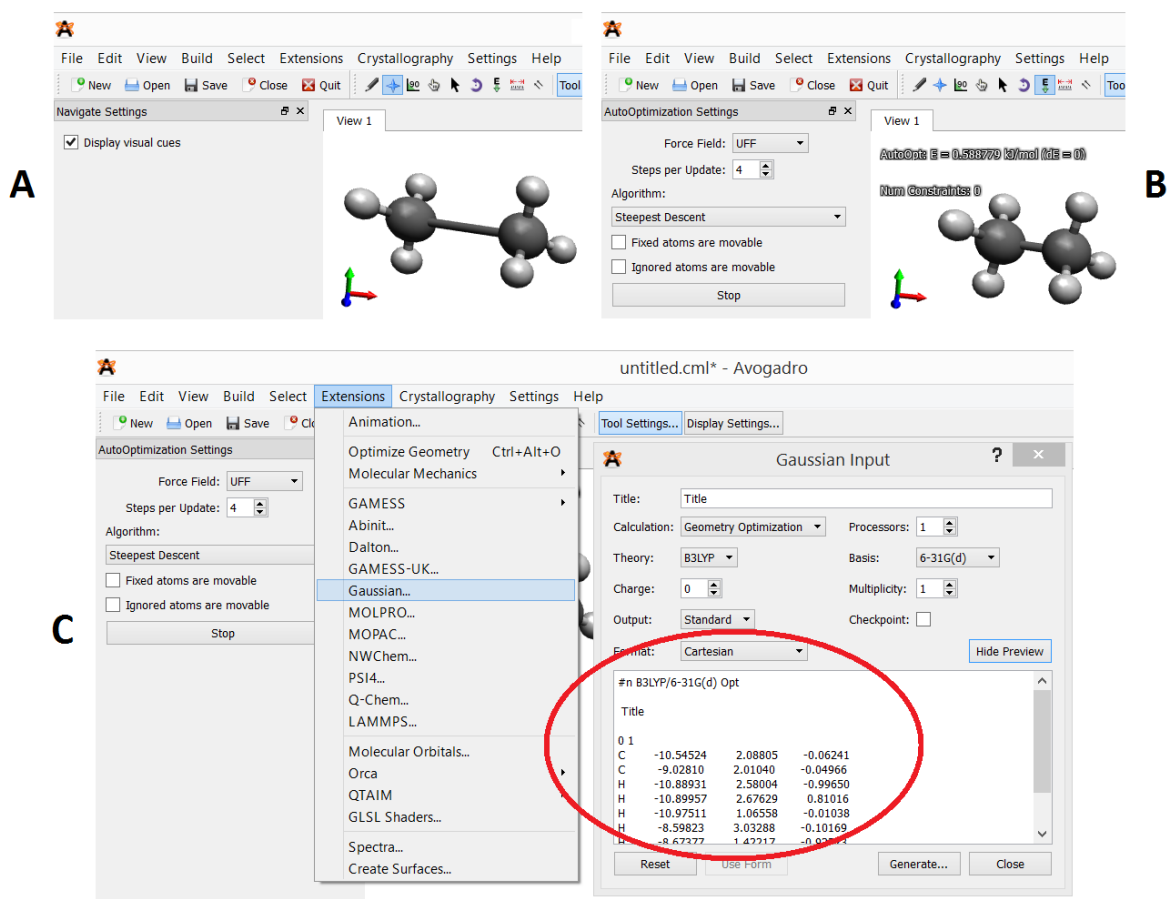 A
File Edit View Build Select Extensions Crystallography Settings Help
New Open Save Close Quit Tool
Navigate Settings
View 1
Display visual cues
B
File Edit View Build Select Extensions Crystallography Settings Help
New Open Save Close Quit Too
AutoOptimization Settings
View 1
Force Field: UFF
AutoOpt: E = 0.588779 kJ/mol (dE = 0)
Steps per Update: 4
Num Constraints: 0
Algorithm:
Steepest Descent
Fixed atoms are movable
Ignored atoms are movable
Stop
C
untitled.cml* - Avogadro
File Edit View Build Select Extensions Crystallography Settings Help
New Open Save Clo Tool Settings... Display Settings...
AutoOptimization Settings
Force Field: UFF
Steps per Update: 4
Algorithm:
Steepest Descent
Fixed atoms are movable
Ignored atoms are movable
Stop
Animation...
Optimize Geometry Ctrl+Alt+O
Molecular Mechanics
GAMESS
Abinit...
Dalton...
GAMESS-UK...
Gaussian...
MOLPRO...
MOPAC...
NWChem...
PSI4...
Q-Chem...
LAMMPS...
Molecular Orbitals...
Orca
QTAIM
GLSL Shaders...
Spectra...
Create Surfaces...
Gaussian Input ?
Title: Title
Calculation: Geometry Optimization Processors: 1
Theory: B3LYP Basis: 6-31G(d)
Charge: 0 Multiplicity: 1
Output: Standard Checkpoint:
Format: Cartesian Hide Preview
#n B3LYP/6-31G(d) Opt
Title
0 1
C -10.54524 2.08805 -0.06241
C -9.02810 2.01040 -0.04966
H -10.88931 2.58004 -0.99650
H -10.89957 2.67629 0.81016
H -10.97511 1.06558 -0.01038
H -8.59823 3.03288 -0.10169
H -8.67377 1.42217
Reset Use Form Generate... Close